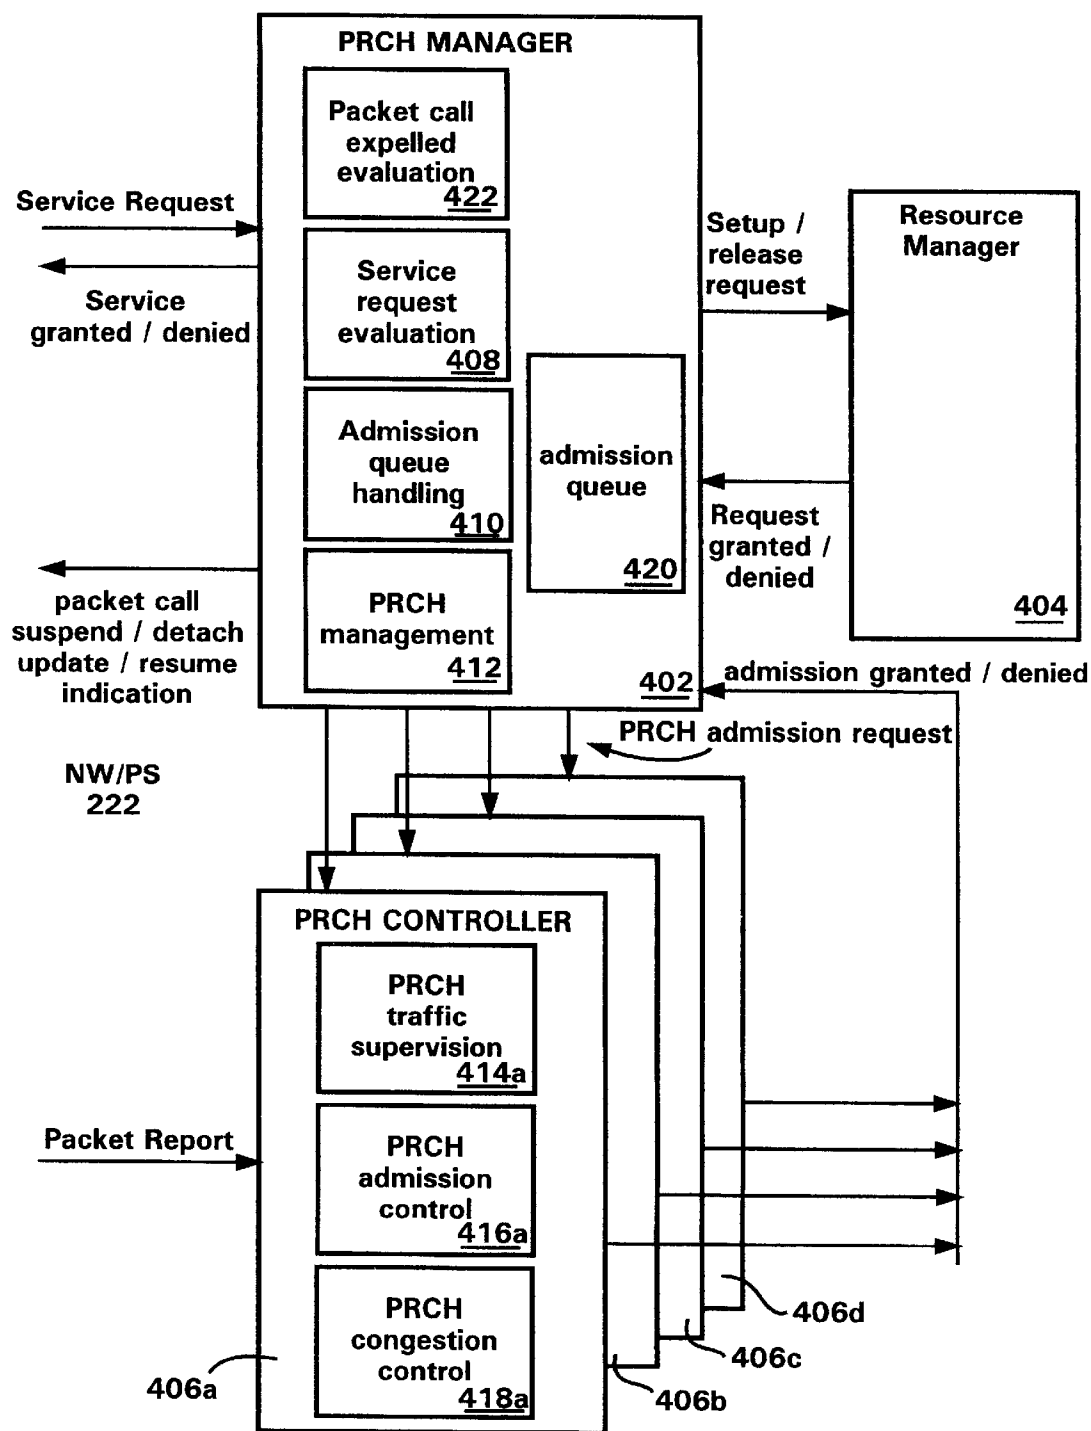 PRCH MANAGER
Packet call
expelled
evaluation
422
Service Request
Service
granted / denied
Service
request
evaluation
408
Setup /
release
request
Resource
Manager
Admission
queue
handling
410
admission
queue
420
Request
granted /
denied
404
packet call
suspend / detach
update / resume
indication
PRCH
management
412
402
admission granted / denied
PRCH admission request
NW/PS
222
PRCH CONTROLLER
PRCH
traffic
supervision
414a
Packet Report
PRCH
admission
control
416a
PRCH
congestion
control
418a
406a
406b
406c
406d